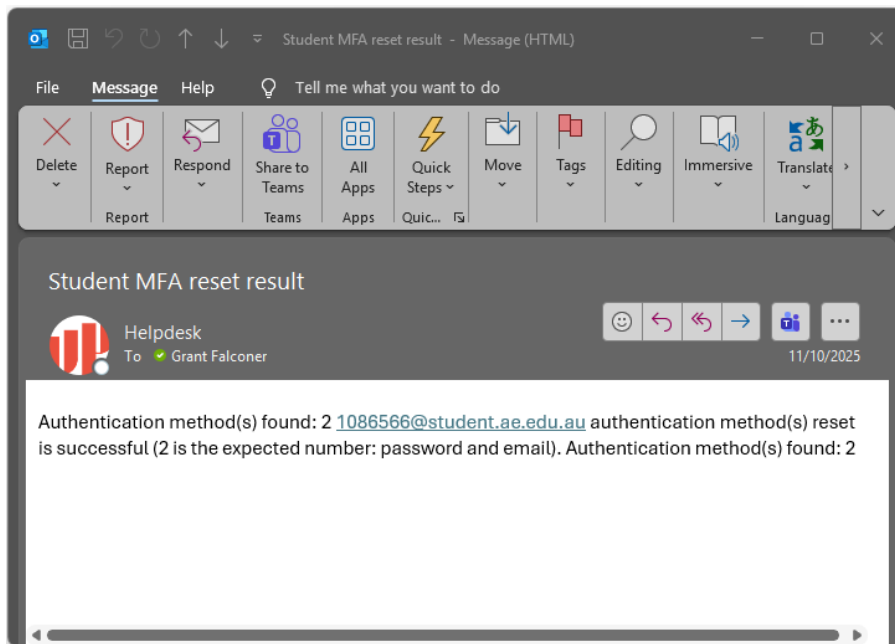 Student MFA reset result - Message (HTML)
File Message Help Tell me what you want to do
Delete Report Respond Share to Teams All Apps Quick Steps Move Tags Editing Immersive Translate
Report Teams Apps Quic... Languag
Student MFA reset result
Helpdesk
To Grant Falconer
11/10/2025
Authentication method(s) found: 2 1086566@student.ae.edu.au authentication method(s) reset
is successful (2 is the expected number: password and email). Authentication method(s) found: 2